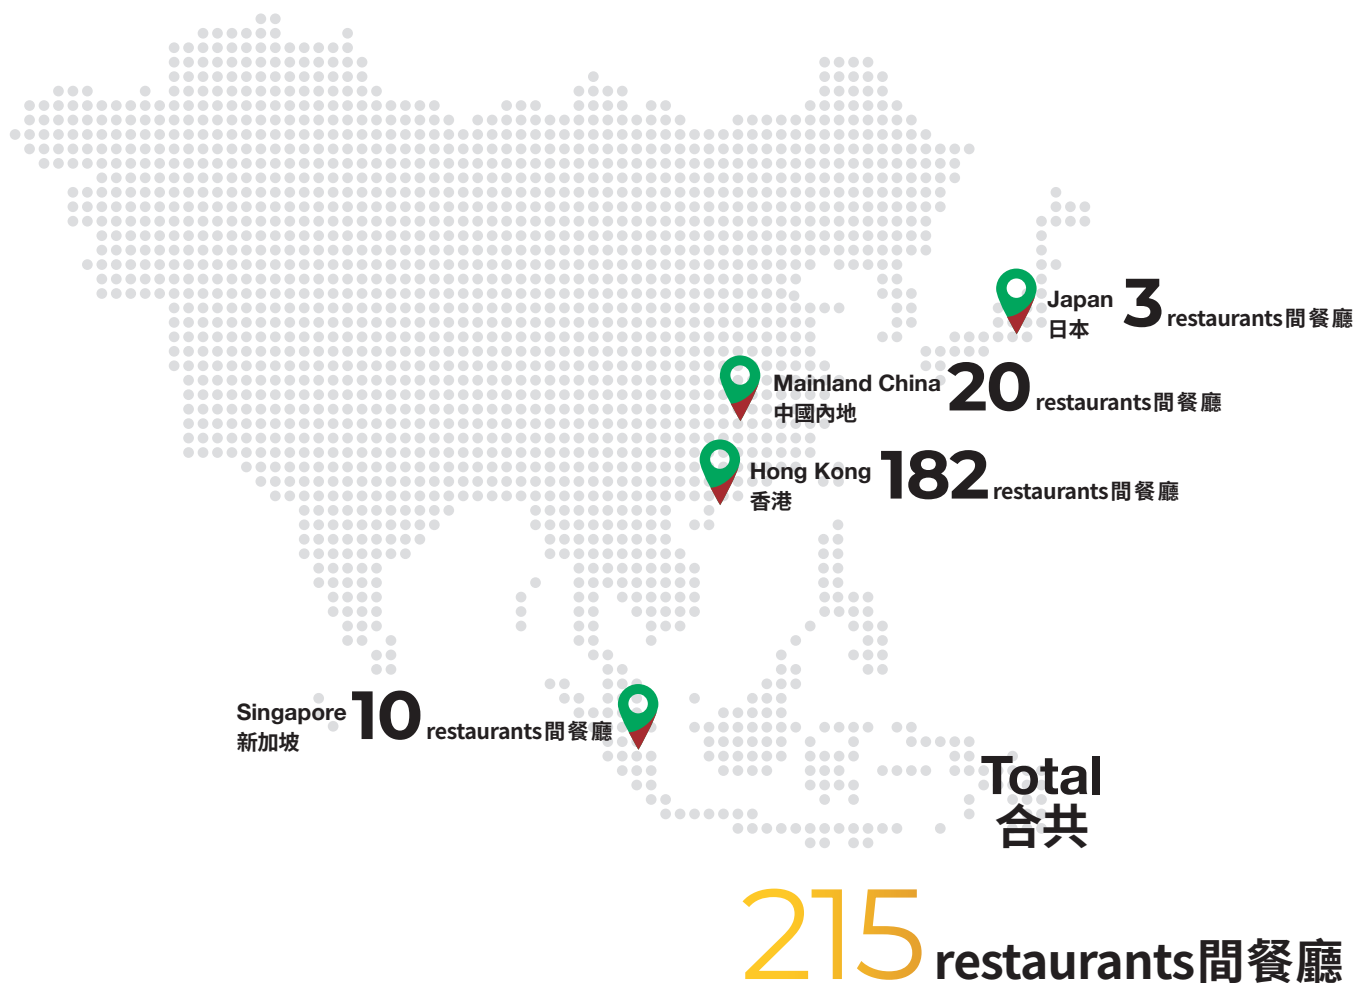 Japan 3 restaurants間餐廳
日本
Mainland China 20 restaurants間餐廳
中國內地
Hong Kong 182 restaurants間餐廳
香港
Singapore 10 restaurants間餐廳
新加坡
Total
合共
215 restaurants間餐廳